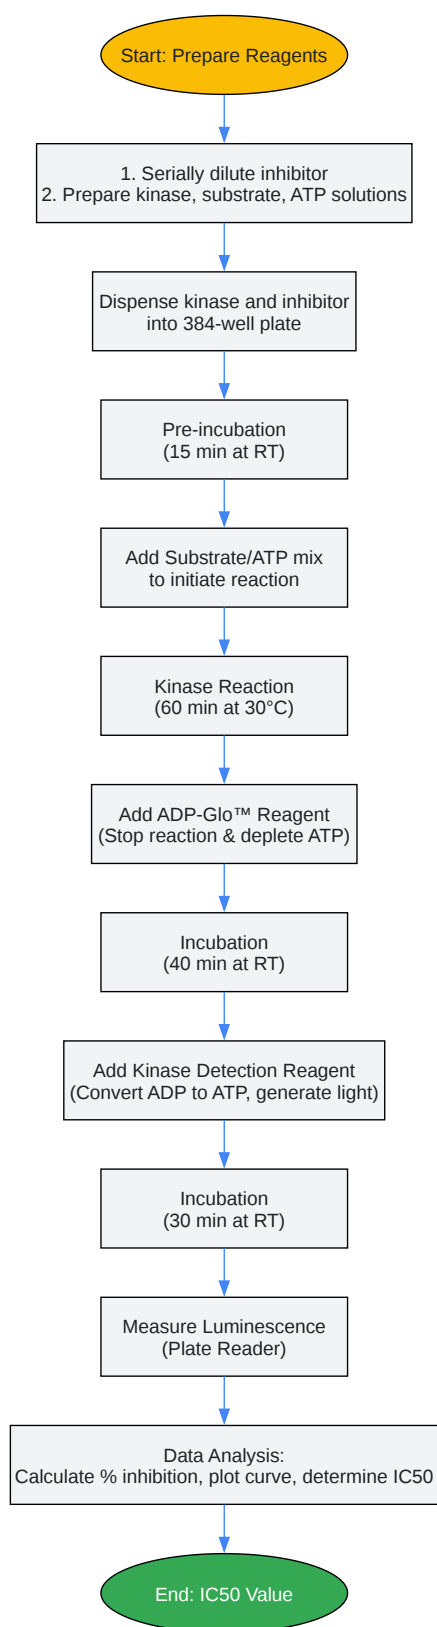 Start: Prepare Reagents
1. Serially dilute inhibitor
2. Prepare kinase, substrate, ATP solutions
Dispense kinase and inhibitor
into 384-well plate
Pre-incubation
(15 min at RT)
Add Substrate/ATP mix
to initiate reaction
Kinase Reaction
(60 min at 30°C)
Add ADP-Glo™ Reagent
(Stop reaction & deplete ATP)
Incubation
(40 min at RT)
Add Kinase Detection Reagent
(Convert ADP to ATP, generate light)
Incubation
(30 min at RT)
Measure Luminescence
(Plate Reader)
Data Analysis:
Calculate % inhibition, plot curve, determine IC50
End: IC50 Value